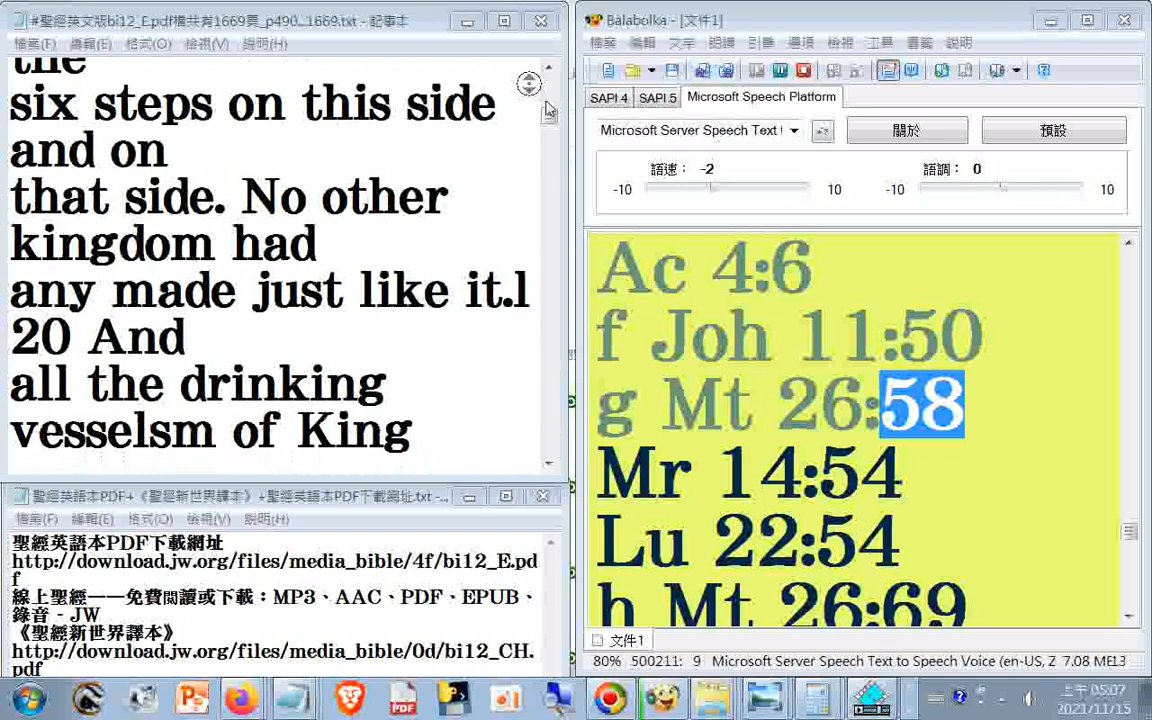 #聖經英文版bi12_E.pdf檔共有1669頁_p490...1669.txt - 記事本
檔案(F) 編輯(E) 格式(O) 檢視(V) 說明(H)
the
six steps on this side
and on
that side. No other
kingdom had
any made just like it.l
20 And
all the drinking
vesselsm of King
聖經英語本PDF+《聖經新世界譯本》+聖經英語本PDF下載網址.txt - ...
檔案(F) 編輯(E) 格式(O) 檢視(V) 說明(H)
聖經英語本PDF下載網址
http://download.jw.org/files/media_bible/4f/bi12_E.pd
f
線上聖經——免費閱讀或下載：MP3、AAC、PDF、EPUB、
錄音 - JW
《聖經新世界譯本》
http://download.jw.org/files/media_bible/0d/bi12_CH.
pdf
Balabolka - [文件1]
檔案 編輯 文字 朗讀 引擎 選項 檢視 工具 書籤 說明
SAPI 4 SAPI 5 Microsoft Speech Platform
Microsoft Server Speech Text 關於 預設
語速： -2 語調： 0
-10 10 -10 10
Ac 4:6
f Joh 11:50
g Mt 26:58
Mr 14:54
Lu 22:54
h Mt 26:69
文件1
80% 500211: 9 Microsoft Server Speech Text to Speech Voice (en-US, Z 7.08 ME13
PDF
上午 05:07
2021/11/15